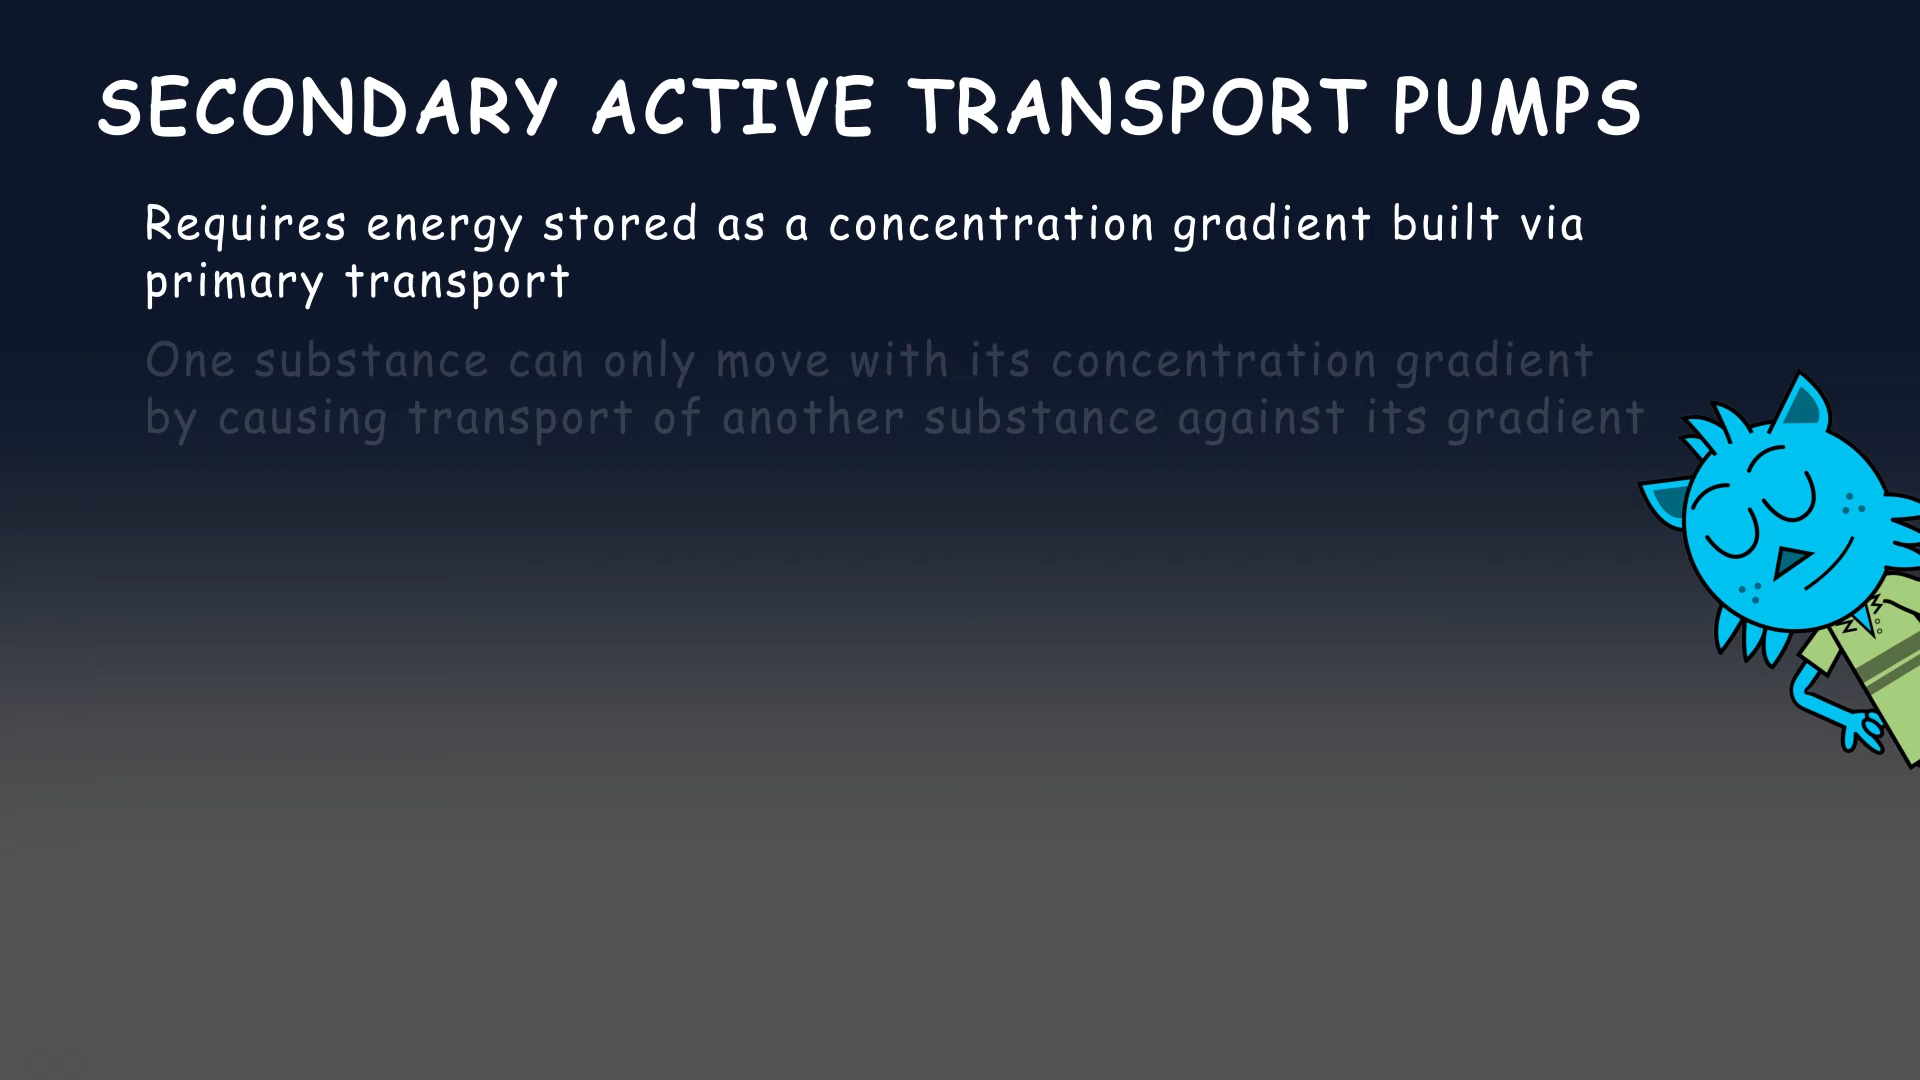 SECONDARY ACTIVE TRANSPORT PUMPS
Requires energy stored as a concentration gradient built via
primary transport
One substance can only move with its concentration gradient
by causing transport of another substance against its gradient